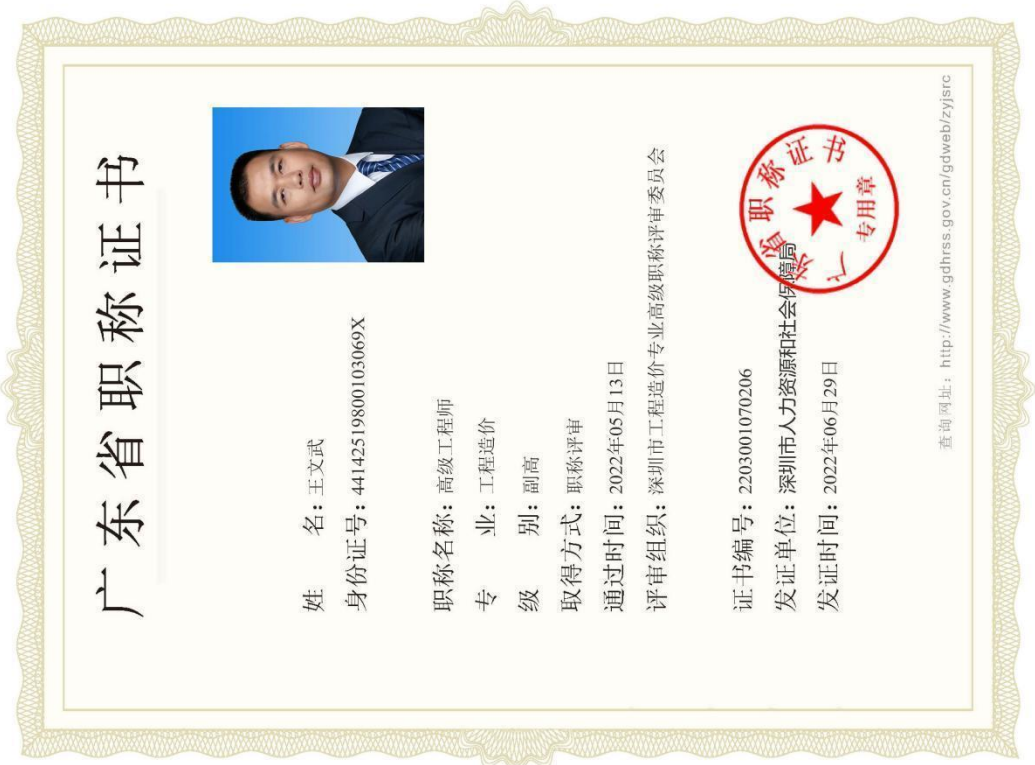 广东省职称证书
姓 名：王文武
身份证号：44142519800103069X
职称名称：高级工程师
专 业：工程造价
级 别：副高
取得方式：职称评审
通过时间：2022年05月13日
评审组织：深圳市工程造价专业高级职称评审委员会
证书编号：2203001070206
发证单位：深圳市人力资源和社会保障局
发证时间：2022年06月29日
广东省职称证书
专用章
查询网址：http://www.gdhrss.gov.cn/gdweb/zyjsrc